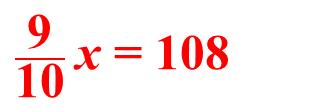 9/10 x = 108